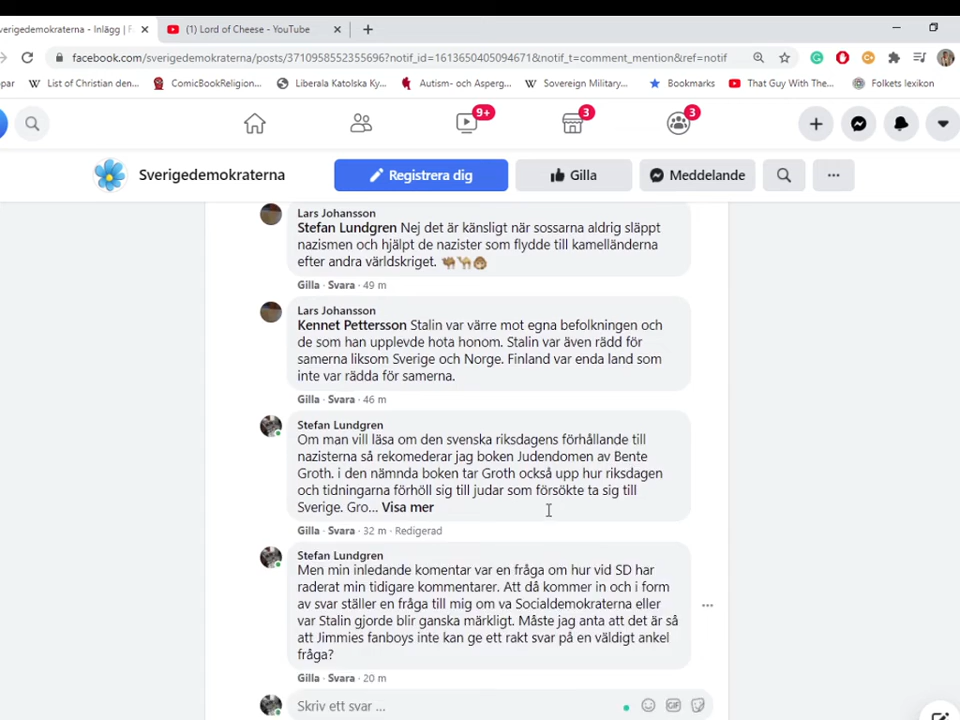 verigedemokraterna - Inlägg | F
(1) Lord of Cheese - YouTube
facebook.com/sverigedemokraterna/posts/3710958552355696?notif_id=1613650405094671&notif_t=comment_mention&ref=notif
par
List of Christian den...
ComicBookReligion...
Liberala Katolska Ky...
Autism- och Asperg...
Sovereign Military...
Bookmarks
That Guy With The...
Folkets lexikon
9+
3
3
Sverigedemokraterna
Registrera dig
Gilla
Meddelande
Lars Johansson
Stefan Lundgren Nej det är känsligt när sossarna aldrig släppt
nazismen och hjälpt de nazister som flydde till kamelländerna
efter andra världskriget. 🐫🐪🐵
Gilla · Svara · 49 m
Lars Johansson
Kennet Pettersson Stalin var värre mot egna befolkningen och
de som han upplevde hota honom. Stalin var även rädd för
samerna liksom Sverige och Norge. Finland var enda land som
inte var rädda för samerna.
Gilla · Svara · 46 m
Stefan Lundgren
Om man vill läsa om den svenska riksdagens förhållande till
nazisterna så rekomederar jag boken Judendomen av Bente
Groth. i den nämnda boken tar Groth också upp hur riksdagen
och tidningarna förhöll sig till judar som försökte ta sig till
Sverige. Gro... Visa mer
Gilla · Svara · 32 m · Redigerad
Stefan Lundgren
Men min inledande komentar var en fråga om hur vid SD har
raderat min tidigare kommentarer. Att då kommer in och i form
av svar ställer en fråga till mig om va Socialdemokraterna eller
var Stalin gjorde blir ganska märkligt. Måste jag anta att det är så
att Jimmies fanboys inte kan ge ett rakt svar på en väldigt ankel
fråga?
Gilla · Svara · 20 m
Skriv ett svar ...
GIF